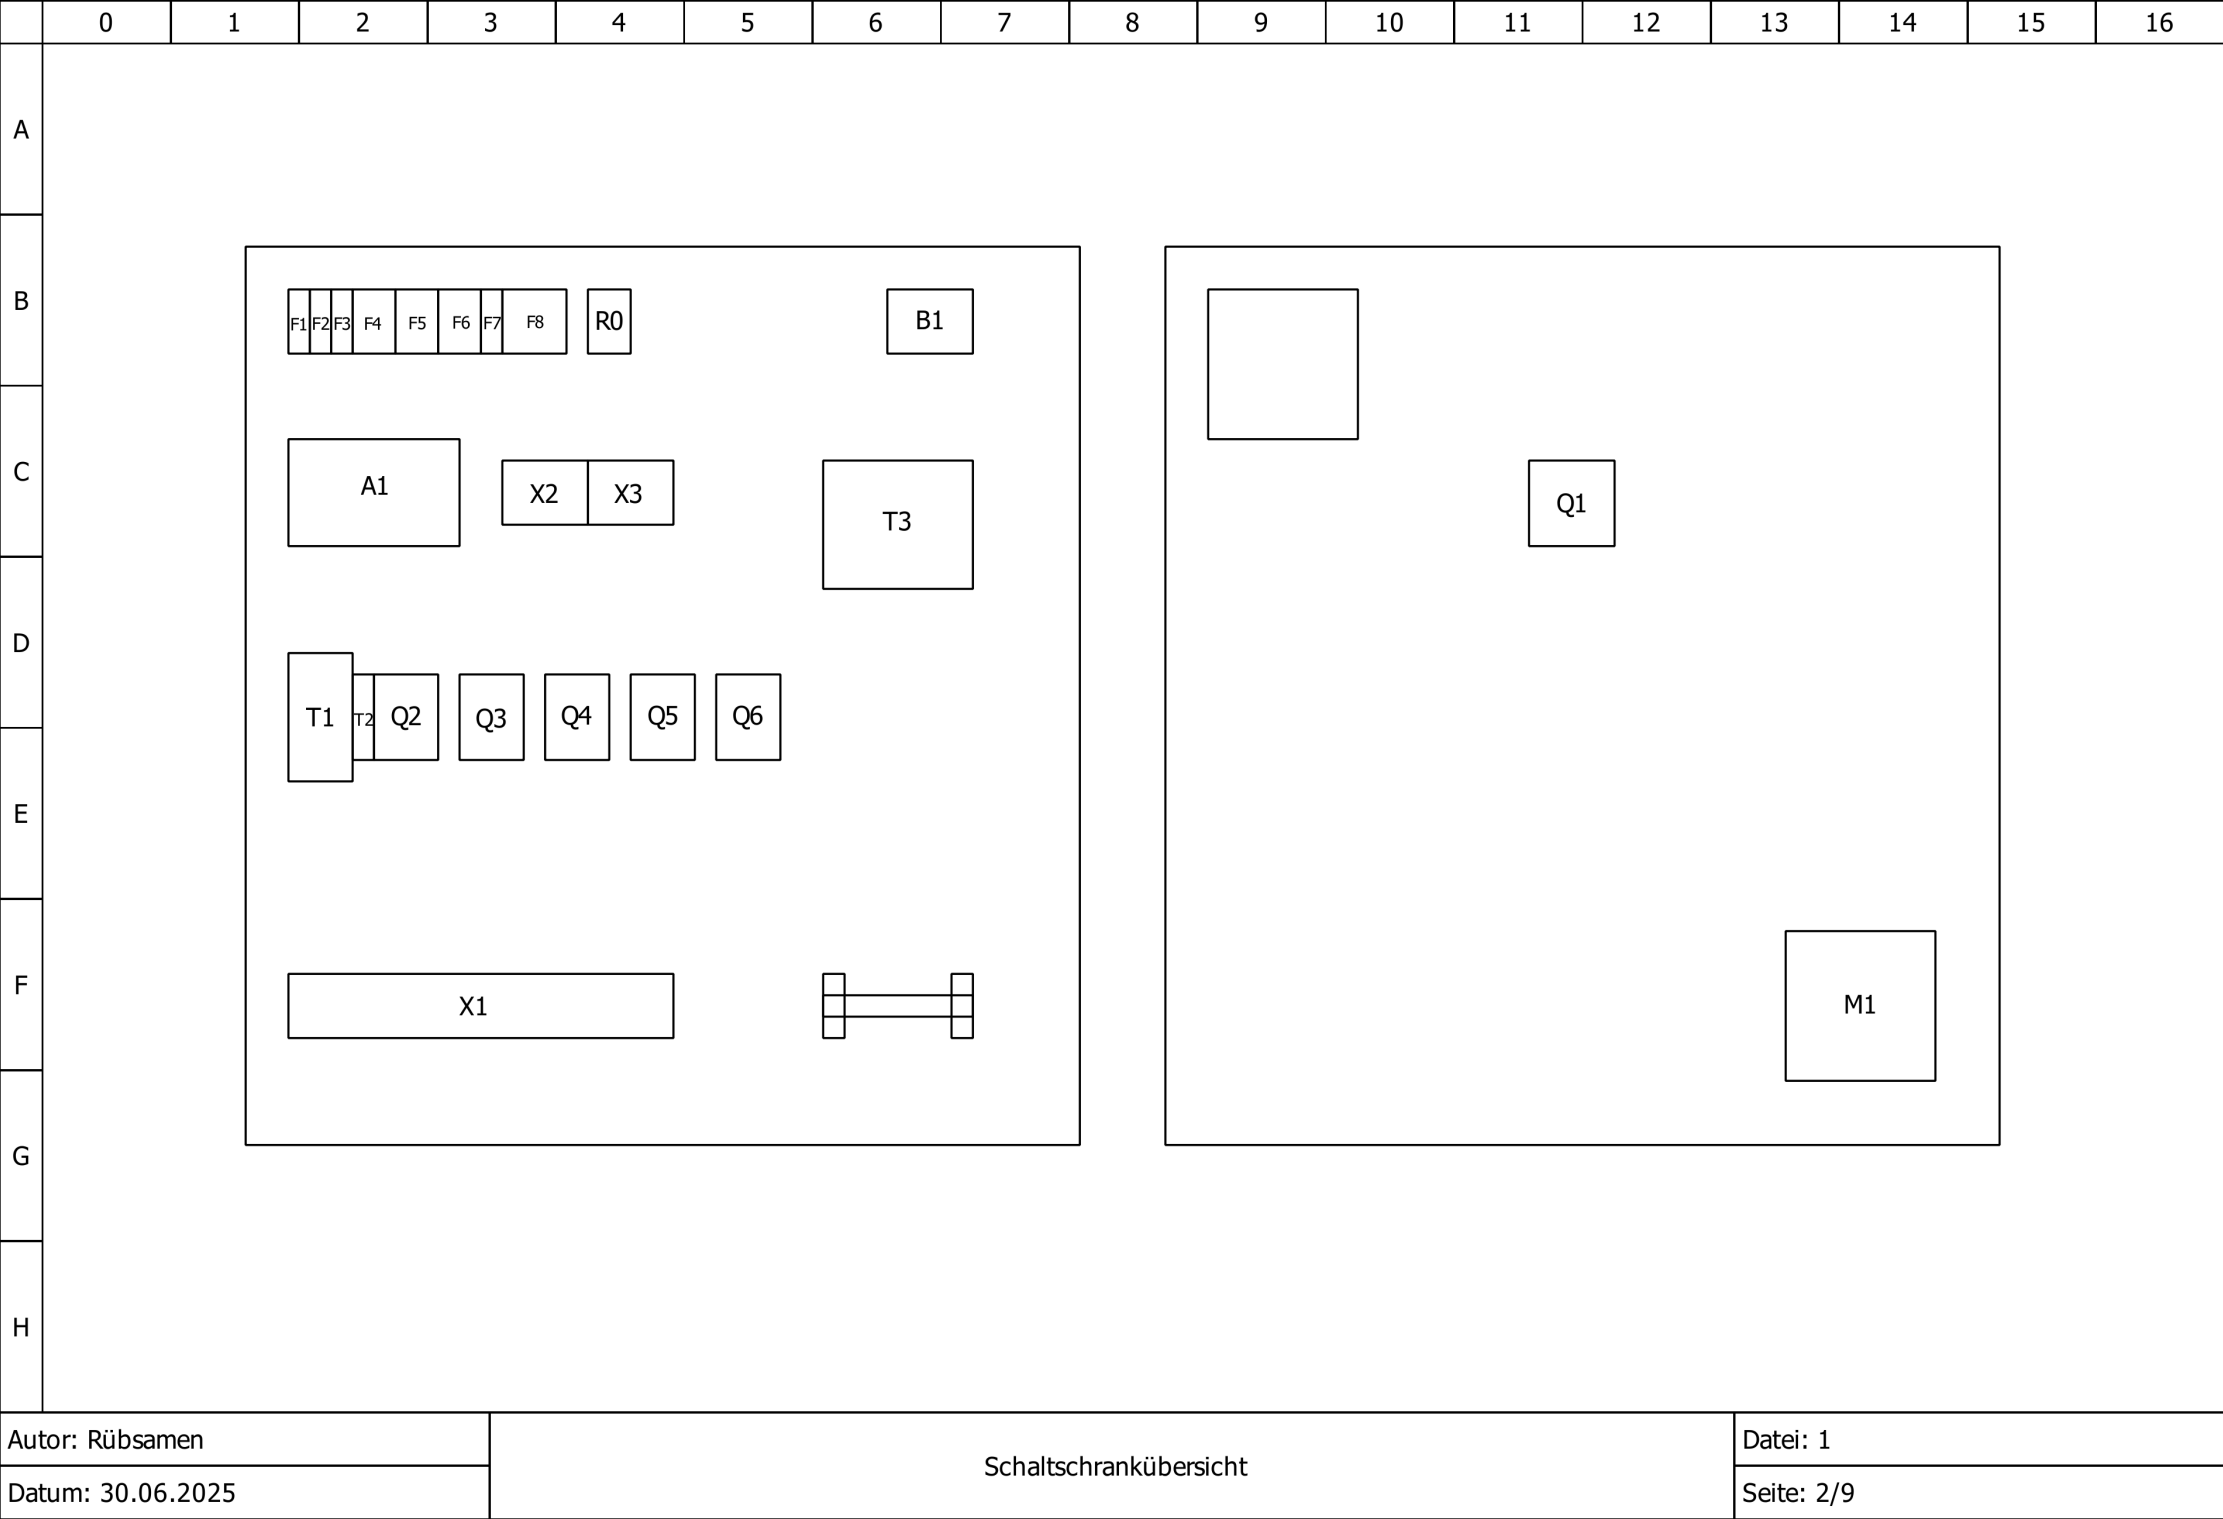 0 1 2 3 4 5 6 7 8 9 10 11 12 13 14 15 16
A
B
F1 F2 F3 F4 F5 F6 F7 F8 R0 B1
C
A1 X2 X3 T3 Q1
D
T1 T2 Q2 Q3 Q4 Q5 Q6
E
F
X1 M1
G
H
Autor: Rübsamen
Datum: 30.06.2025
Schaltschrankübersicht
Datei: 1
Seite: 2/9